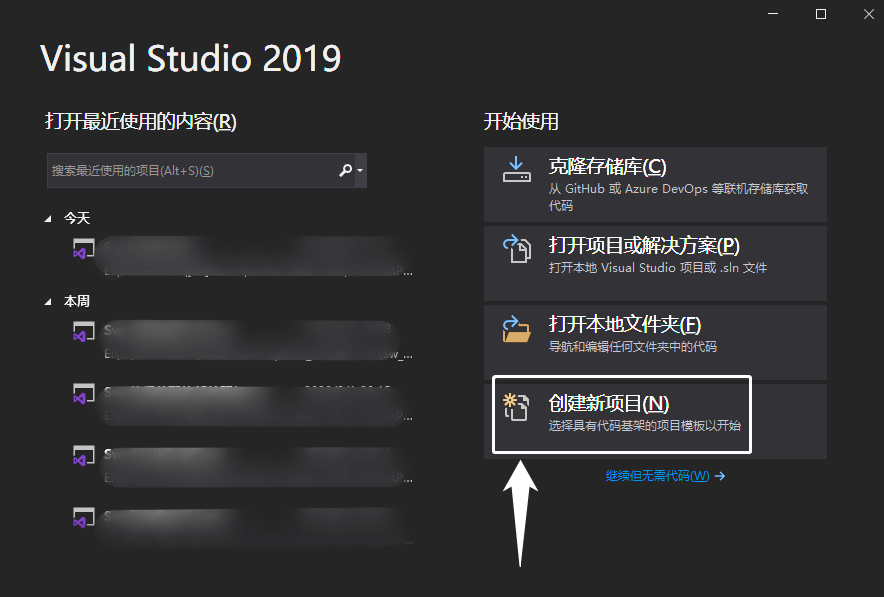 Visual Studio 2019
打开最近使用的内容(R)
搜索最近使用的项目(Alt+S)(S)
今天
本周
开始使用
克隆存储库(C)
从 GitHub 或 Azure DevOps 等联机存储库获取
代码
打开项目或解决方案(P)
打开本地 Visual Studio 项目或 .sln 文件
打开本地文件夹(F)
导航和编辑任何文件夹中的代码
创建新项目(N)
选择具有代码基架的项目模板以开始
继续但无需代码(W)